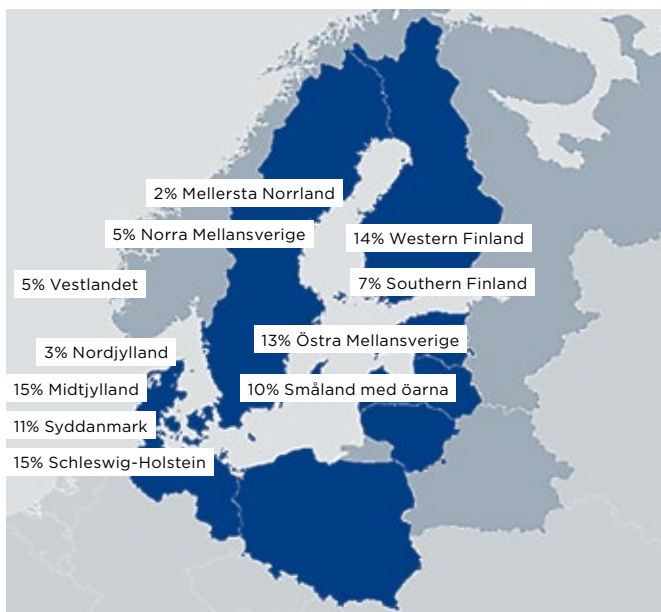 2% Mellersta Norrland
5% Norra Mellansverige
14% Western Finland
5% Vestlandet
7% Southern Finland
13% Östra Mellansverige
3% Nordjylland
15% Midtjylland
10% Småland med öarna
11% Syddanmark
15% Schleswig-Holstein